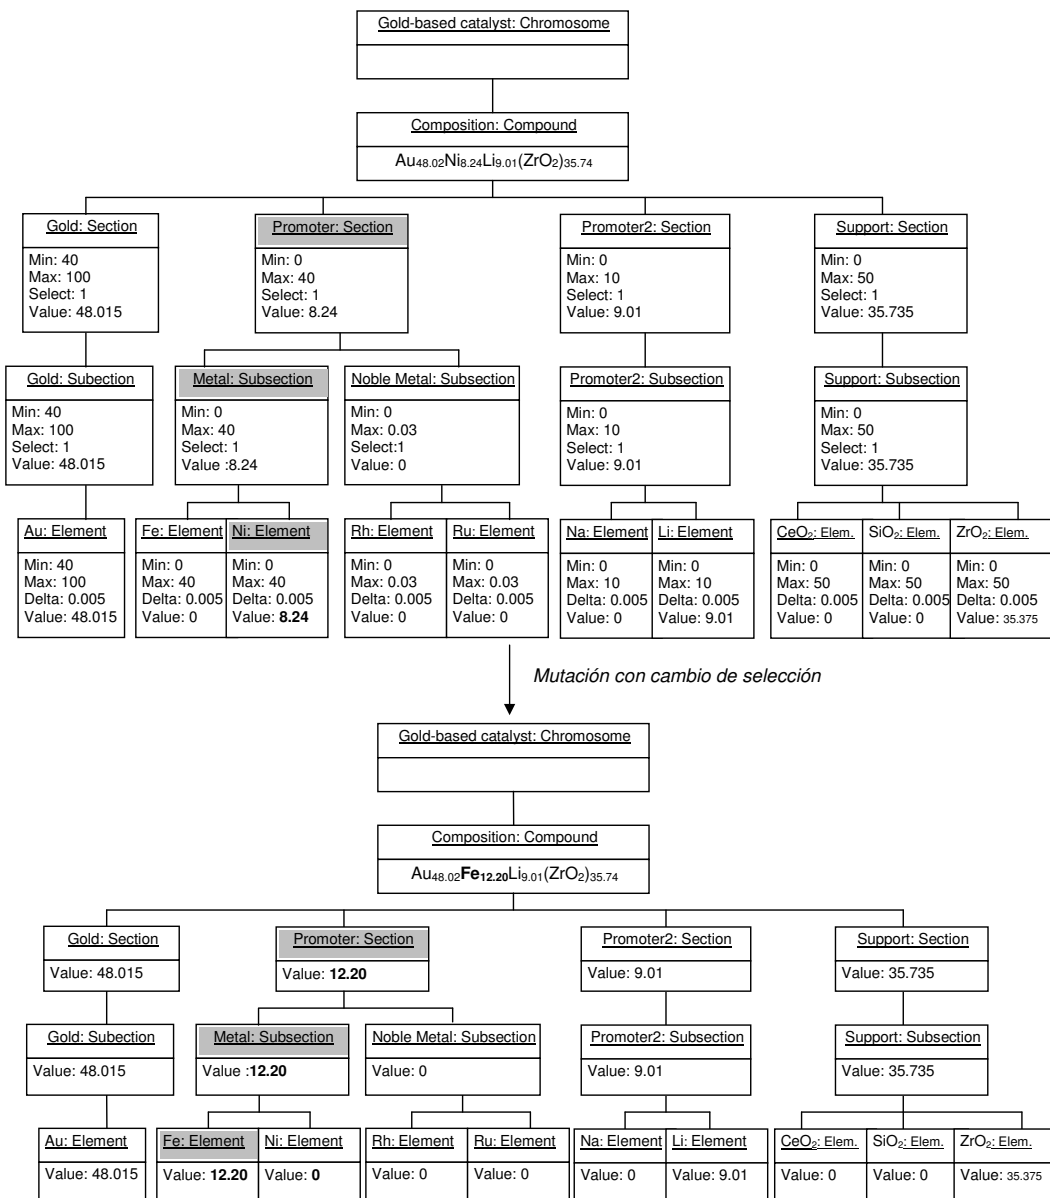 Gold-based catalyst: Chromosome
Composition: Compound
Au48.02Ni8.24Li9.01(ZrO2)35.74
Gold: Section
Min: 40
Max: 100
Select: 1
Value: 48.015
Promoter: Section
Min: 0
Max: 40
Select: 1
Value: 8.24
Promoter2: Section
Min: 0
Max: 10
Select: 1
Value: 9.01
Support: Section
Min: 0
Max: 50
Select: 1
Value: 35.735
Gold: Subection
Min: 40
Max: 100
Select: 1
Value: 48.015
Metal: Subsection
Min: 0
Max: 40
Select: 1
Value :8.24
Noble Metal: Subsection
Min: 0
Max: 0.03
Select:1
Value: 0
Promoter2: Subsection
Min: 0
Max: 10
Select: 1
Value: 9.01
Support: Subsection
Min: 0
Max: 50
Select: 1
Value: 35.735
Au: Element
Min: 40
Max: 100
Delta: 0.005
Value: 48.015
Fe: Element
Min: 0
Max: 40
Delta: 0.005
Value: 0
Ni: Element
Min: 0
Max: 40
Delta: 0.005
Value: 8.24
Rh: Element
Min: 0
Max: 0.03
Delta: 0.005
Value: 0
Ru: Element
Min: 0
Max: 0.03
Delta: 0.005
Value: 0
Na: Element
Min: 0
Max: 10
Delta: 0.005
Value: 0
Li: Element
Min: 0
Max: 10
Delta: 0.005
Value: 9.01
CeO2: Elem.
Min: 0
Max: 50
Delta: 0.005
Value: 0
SiO2: Elem.
Min: 0
Max: 50
Delta: 0.005
Value: 0
ZrO2: Elem.
Min: 0
Max: 50
Delta: 0.005
Value: 35.375
Mutación con cambio de selección
Gold-based catalyst: Chromosome
Composition: Compound
Au48.02Fe12.20Li9.01(ZrO2)35.74
Gold: Section
Value: 48.015
Promoter: Section
Value: 12.20
Promoter2: Section
Value: 9.01
Support: Section
Value: 35.735
Gold: Subection
Value: 48.015
Metal: Subsection
Value :12.20
Noble Metal: Subsection
Value: 0
Promoter2: Subsection
Value: 9.01
Support: Subsection
Value: 35.735
Au: Element
Value: 48.015
Fe: Element
Value: 12.20
Ni: Element
Value: 0
Rh: Element
Value: 0
Ru: Element
Value: 0
Na: Element
Value: 0
Li: Element
Value: 9.01
CeO2: Elem.
Value: 0
SiO2: Elem.
Value: 0
ZrO2: Elem.
Value: 35.375